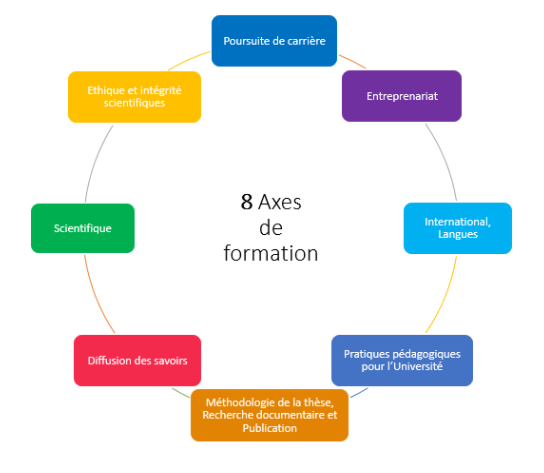 Poursuite de carrière
Entreprenariat
International,
Langues
Pratiques pédagogiques
pour l'Université
Méthodologie de la thèse,
Recherche documentaire et
Publication
Diffusion des savoirs
Scientifique
Ethique et intégrité
scientifiques
8 Axes
de
formation